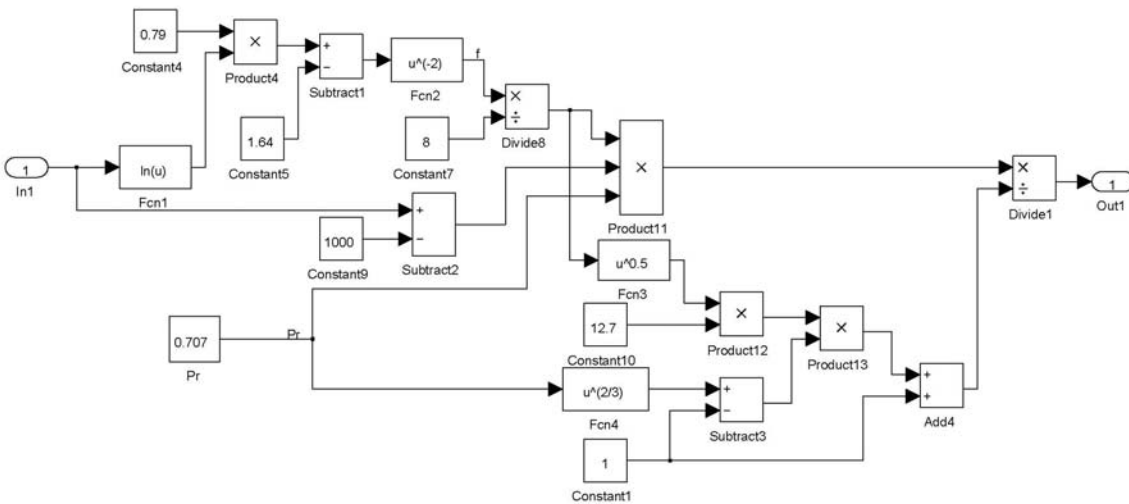 0.79
Constant4
×
Product4
+
−
Subtract1
u^(-2)
Fcn2
f
×
÷
Divide8
1.64
Constant5
8
Constant7
1
In1
ln(u)
Fcn1
×
Product11
×
÷
Divide1
1
Out1
+
−
Subtract2
1000
Constant9
u^0.5
Fcn3
12.7
Constant10
×
Product12
×
Product13
0.707
Pr
Pr
u^(2/3)
Fcn4
+
−
Subtract3
+
+
Add4
1
Constant1